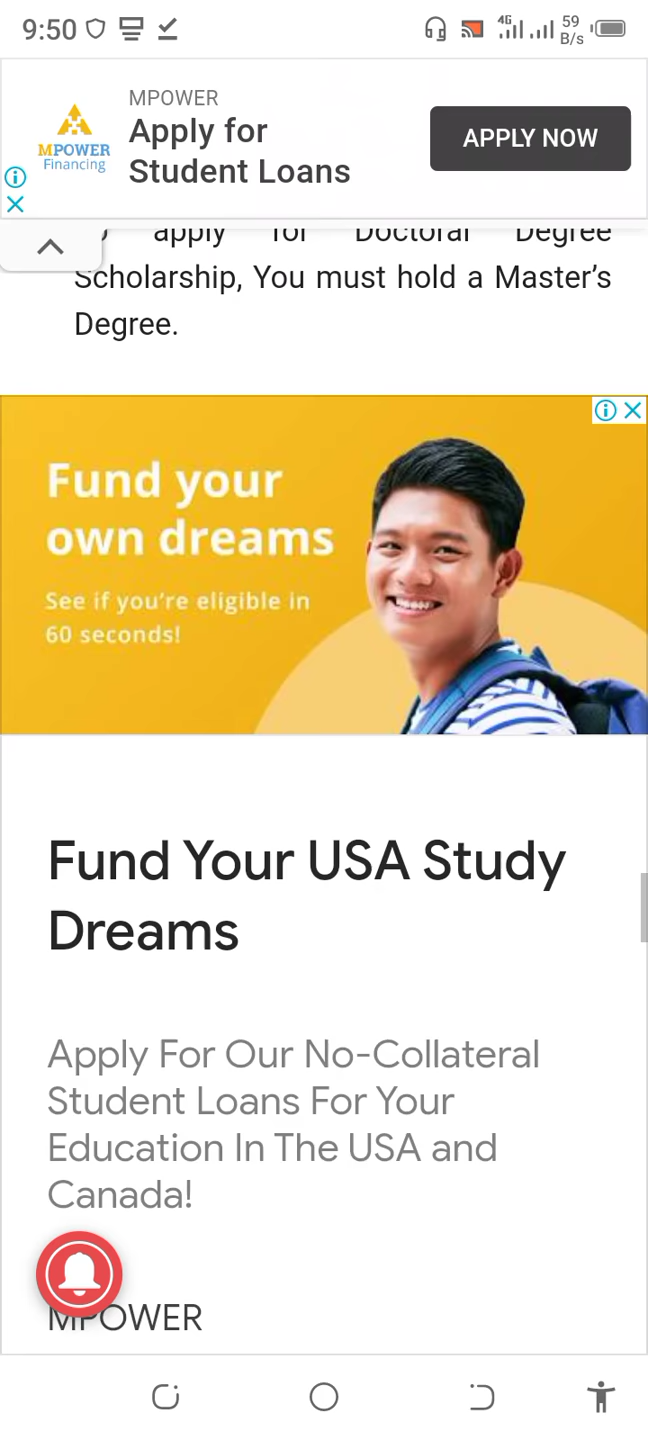 9:50
4G
59
B/s
MPOWER
Apply for
Student Loans
APPLY NOW
MPOWER
Financing
apply for Doctoral Degree
Scholarship, You must hold a Master’s
Degree.
Fund your
own dreams
See if you’re eligible in
60 seconds!
Fund Your USA Study
Dreams
Apply For Our No-Collateral
Student Loans For Your
Education In The USA and
Canada!
MPOWER